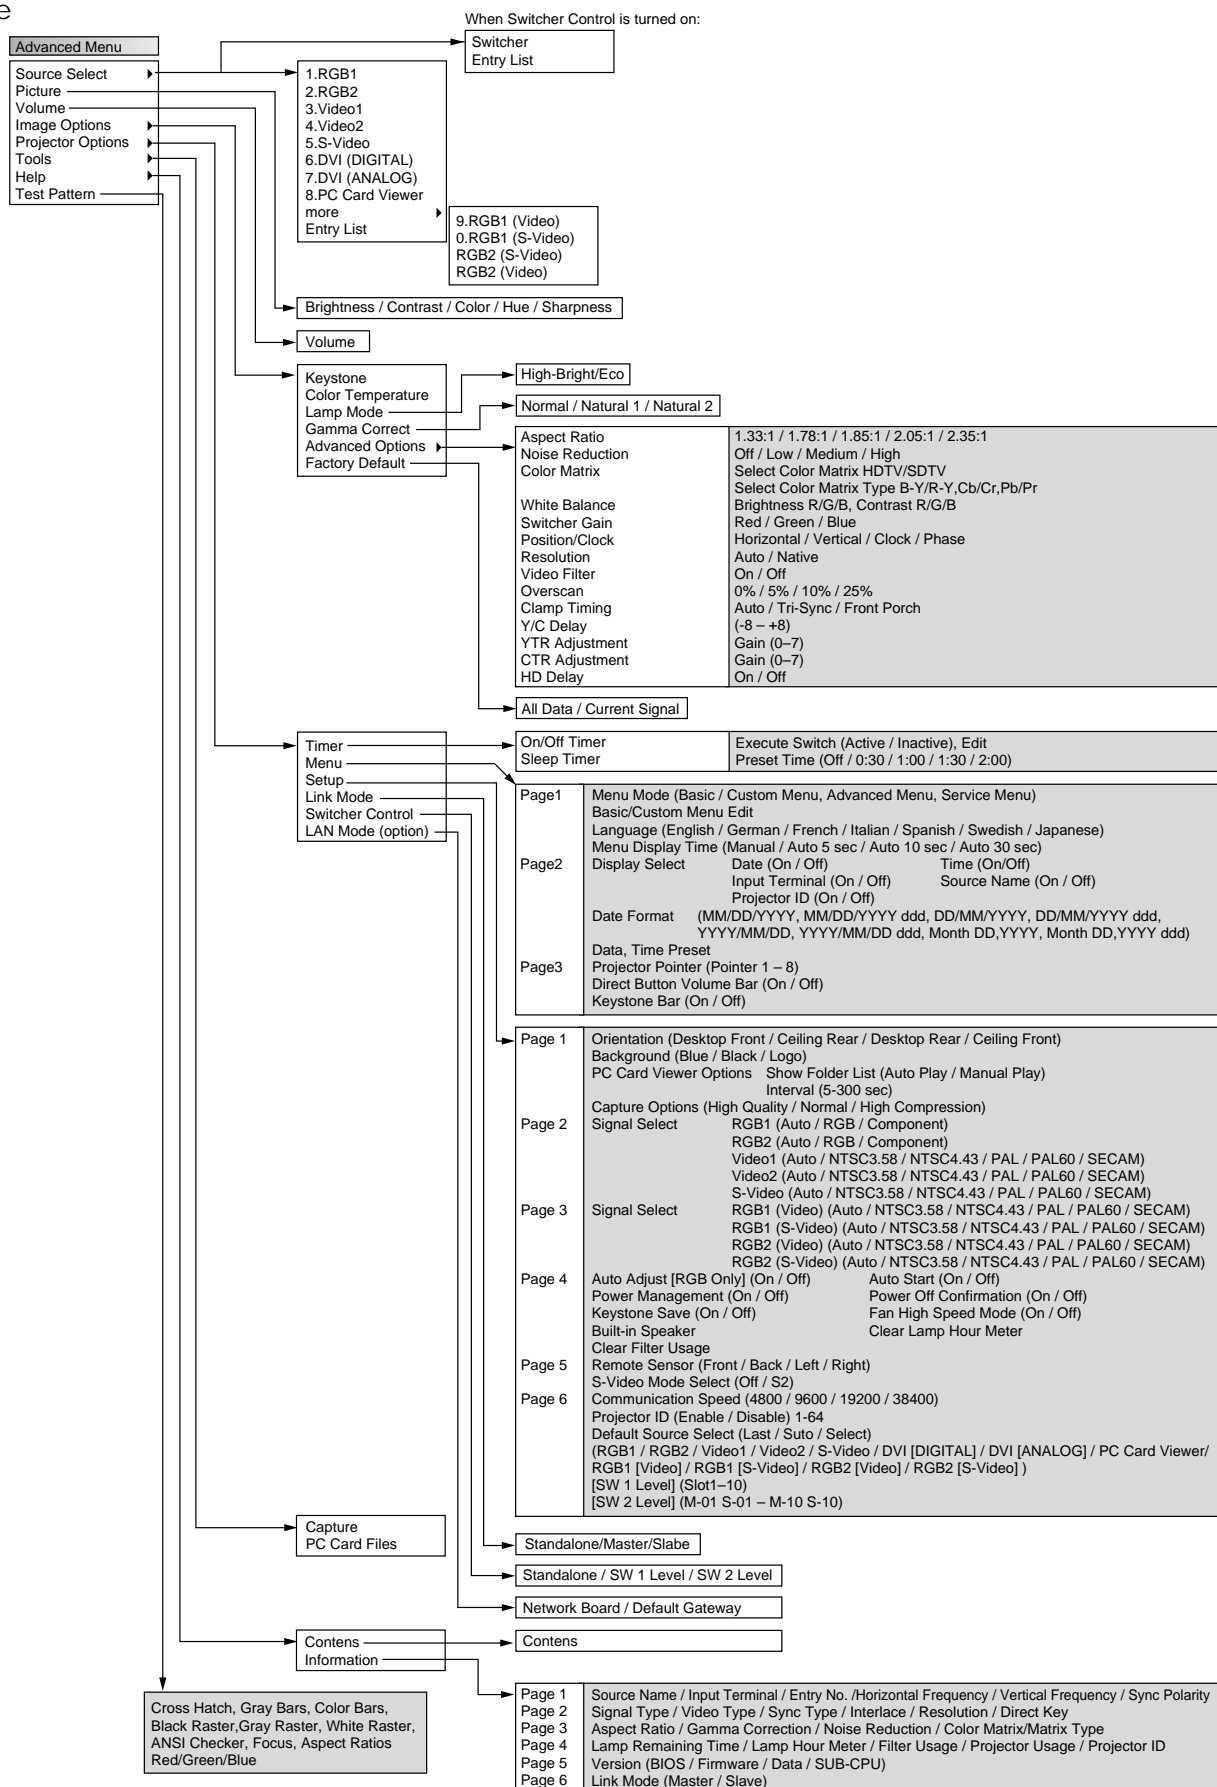 e
When Switcher Control is turned on:
Advanced Menu
Switcher
Entry List
Source Select
Picture
Volume
Image Options
Projector Options
Tools
Help
Test Pattern
1.RGB1
2.RGB2
3.Video1
4.Video2
5.S-Video
6.DVI (DIGITAL)
7.DVI (ANALOG)
8.PC Card Viewer
more
Entry List
9.RGB1 (Video)
0.RGB1 (S-Video)
RGB2 (S-Video)
RGB2 (Video)
Brightness / Contrast / Color / Hue / Sharpness
Volume
Keystone
Color Temperature
Lamp Mode
Gamma Correct
Advanced Options
Factory Default
High-Bright/Eco
Normal / Natural 1 / Natural 2
Aspect Ratio 1.33:1 / 1.78:1 / 1.85:1 / 2.05:1 / 2.35:1
Noise Reduction Off / Low / Medium / High
Color Matrix Select Color Matrix HDTV/SDTV
Select Color Matrix Type B-Y/R-Y,Cb/Cr,Pb/Pr
White Balance Brightness R/G/B, Contrast R/G/B
Switcher Gain Red / Green / Blue
Position/Clock Horizontal / Vertical / Clock / Phase
Resolution Auto / Native
Video Filter On / Off
Overscan 0% / 5% / 10% / 25%
Clamp Timing Auto / Tri-Sync / Front Porch
Y/C Delay (-8 – +8)
YTR Adjustment Gain (0–7)
CTR Adjustment Gain (0–7)
HD Delay On / Off
All Data / Current Signal
Timer
Menu
Setup
Link Mode
Switcher Control
LAN Mode (option)
On/Off Timer Execute Switch (Active / Inactive), Edit
Sleep Timer Preset Time (Off / 0:30 / 1:00 / 1:30 / 2:00)
Page1 Menu Mode (Basic / Custom Menu, Advanced Menu, Service Menu)
Basic/Custom Menu Edit
Language (English / German / French / Italian / Spanish / Swedish / Japanese)
Menu Display Time (Manual / Auto 5 sec / Auto 10 sec / Auto 30 sec)
Page2 Display Select Date (On / Off) Time (On/Off)
Input Terminal (On / Off) Source Name (On / Off)
Projector ID (On / Off)
Date Format (MM/DD/YYYY, MM/DD/YYYY ddd, DD/MM/YYYY, DD/MM/YYYY ddd,
YYYY/MM/DD, YYYY/MM/DD ddd, Month DD,YYYY, Month DD,YYYY ddd)
Data, Time Preset
Page3 Projector Pointer (Pointer 1 – 8)
Direct Button Volume Bar (On / Off)
Keystone Bar (On / Off)
Page 1 Orientation (Desktop Front / Ceiling Rear / Desktop Rear / Ceiling Front)
Background (Blue / Black / Logo)
PC Card Viewer Options Show Folder List (Auto Play / Manual Play)
Interval (5-300 sec)
Capture Options (High Quality / Normal / High Compression)
Page 2 Signal Select RGB1 (Auto / RGB / Component)
RGB2 (Auto / RGB / Component)
Video1 (Auto / NTSC3.58 / NTSC4.43 / PAL / PAL60 / SECAM)
Video2 (Auto / NTSC3.58 / NTSC4.43 / PAL / PAL60 / SECAM)
S-Video (Auto / NTSC3.58 / NTSC4.43 / PAL / PAL60 / SECAM)
Page 3 Signal Select RGB1 (Video) (Auto / NTSC3.58 / NTSC4.43 / PAL / PAL60 / SECAM)
RGB1 (S-Video) (Auto / NTSC3.58 / NTSC4.43 / PAL / PAL60 / SECAM)
RGB2 (Video) (Auto / NTSC3.58 / NTSC4.43 / PAL / PAL60 / SECAM)
RGB2 (S-Video) (Auto / NTSC3.58 / NTSC4.43 / PAL / PAL60 / SECAM)
Page 4 Auto Adjust [RGB Only] (On / Off) Auto Start (On / Off)
Power Management (On / Off) Power Off Confirmation (On / Off)
Keystone Save (On / Off) Fan High Speed Mode (On / Off)
Built-in Speaker Clear Lamp Hour Meter
Clear Filter Usage
Page 5 Remote Sensor (Front / Back / Left / Right)
S-Video Mode Select (Off / S2)
Page 6 Communication Speed (4800 / 9600 / 19200 / 38400)
Projector ID (Enable / Disable) 1-64
Default Source Select (Last / Suto / Select)
(RGB1 / RGB2 / Video1 / Video2 / S-Video / DVI [DIGITAL] / DVI [ANALOG] / PC Card Viewer/
RGB1 [Video] / RGB1 [S-Video] / RGB2 [Video] / RGB2 [S-Video] )
[SW 1 Level] (Slot1–10)
[SW 2 Level] (M-01 S-01 – M-10 S-10)
Capture
PC Card Files
Standalone/Master/Slabe
Standalone / SW 1 Level / SW 2 Level
Network Board / Default Gateway
Contens
Information
Contens
Cross Hatch, Gray Bars, Color Bars,
Black Raster,Gray Raster, White Raster,
ANSI Checker, Focus, Aspect Ratios
Red/Green/Blue
Page 1 Source Name / Input Terminal / Entry No. /Horizontal Frequency / Vertical Frequency / Sync Polarity
Page 2 Signal Type / Video Type / Sync Type / Interlace / Resolution / Direct Key
Page 3 Aspect Ratio / Gamma Correction / Noise Reduction / Color Matrix/Matrix Type
Page 4 Lamp Remaining Time / Lamp Hour Meter / Filter Usage / Projector Usage / Projector ID
Page 5 Version (BIOS / Firmware / Data / SUB-CPU)
Page 6 Link Mode (Master / Slave)